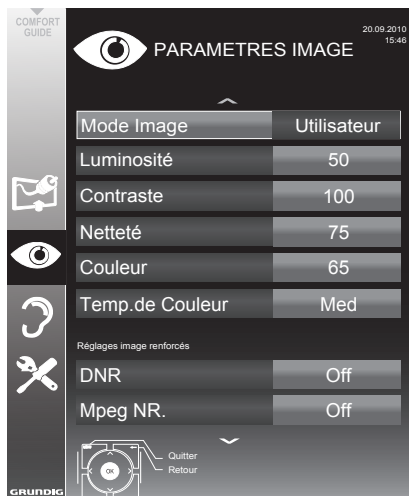 COMFORT
GUIDE
PARAMETRES IMAGE
20.09.2010
15:46
Mode Image Utilisateur
Luminosité 50
Contraste 100
Netteté 75
Couleur 65
Temp.de Couleur Med
Réglages image renforcés
DNR Off
Mpeg NR. Off
Quitter
Retour
OK
GRUNDIG